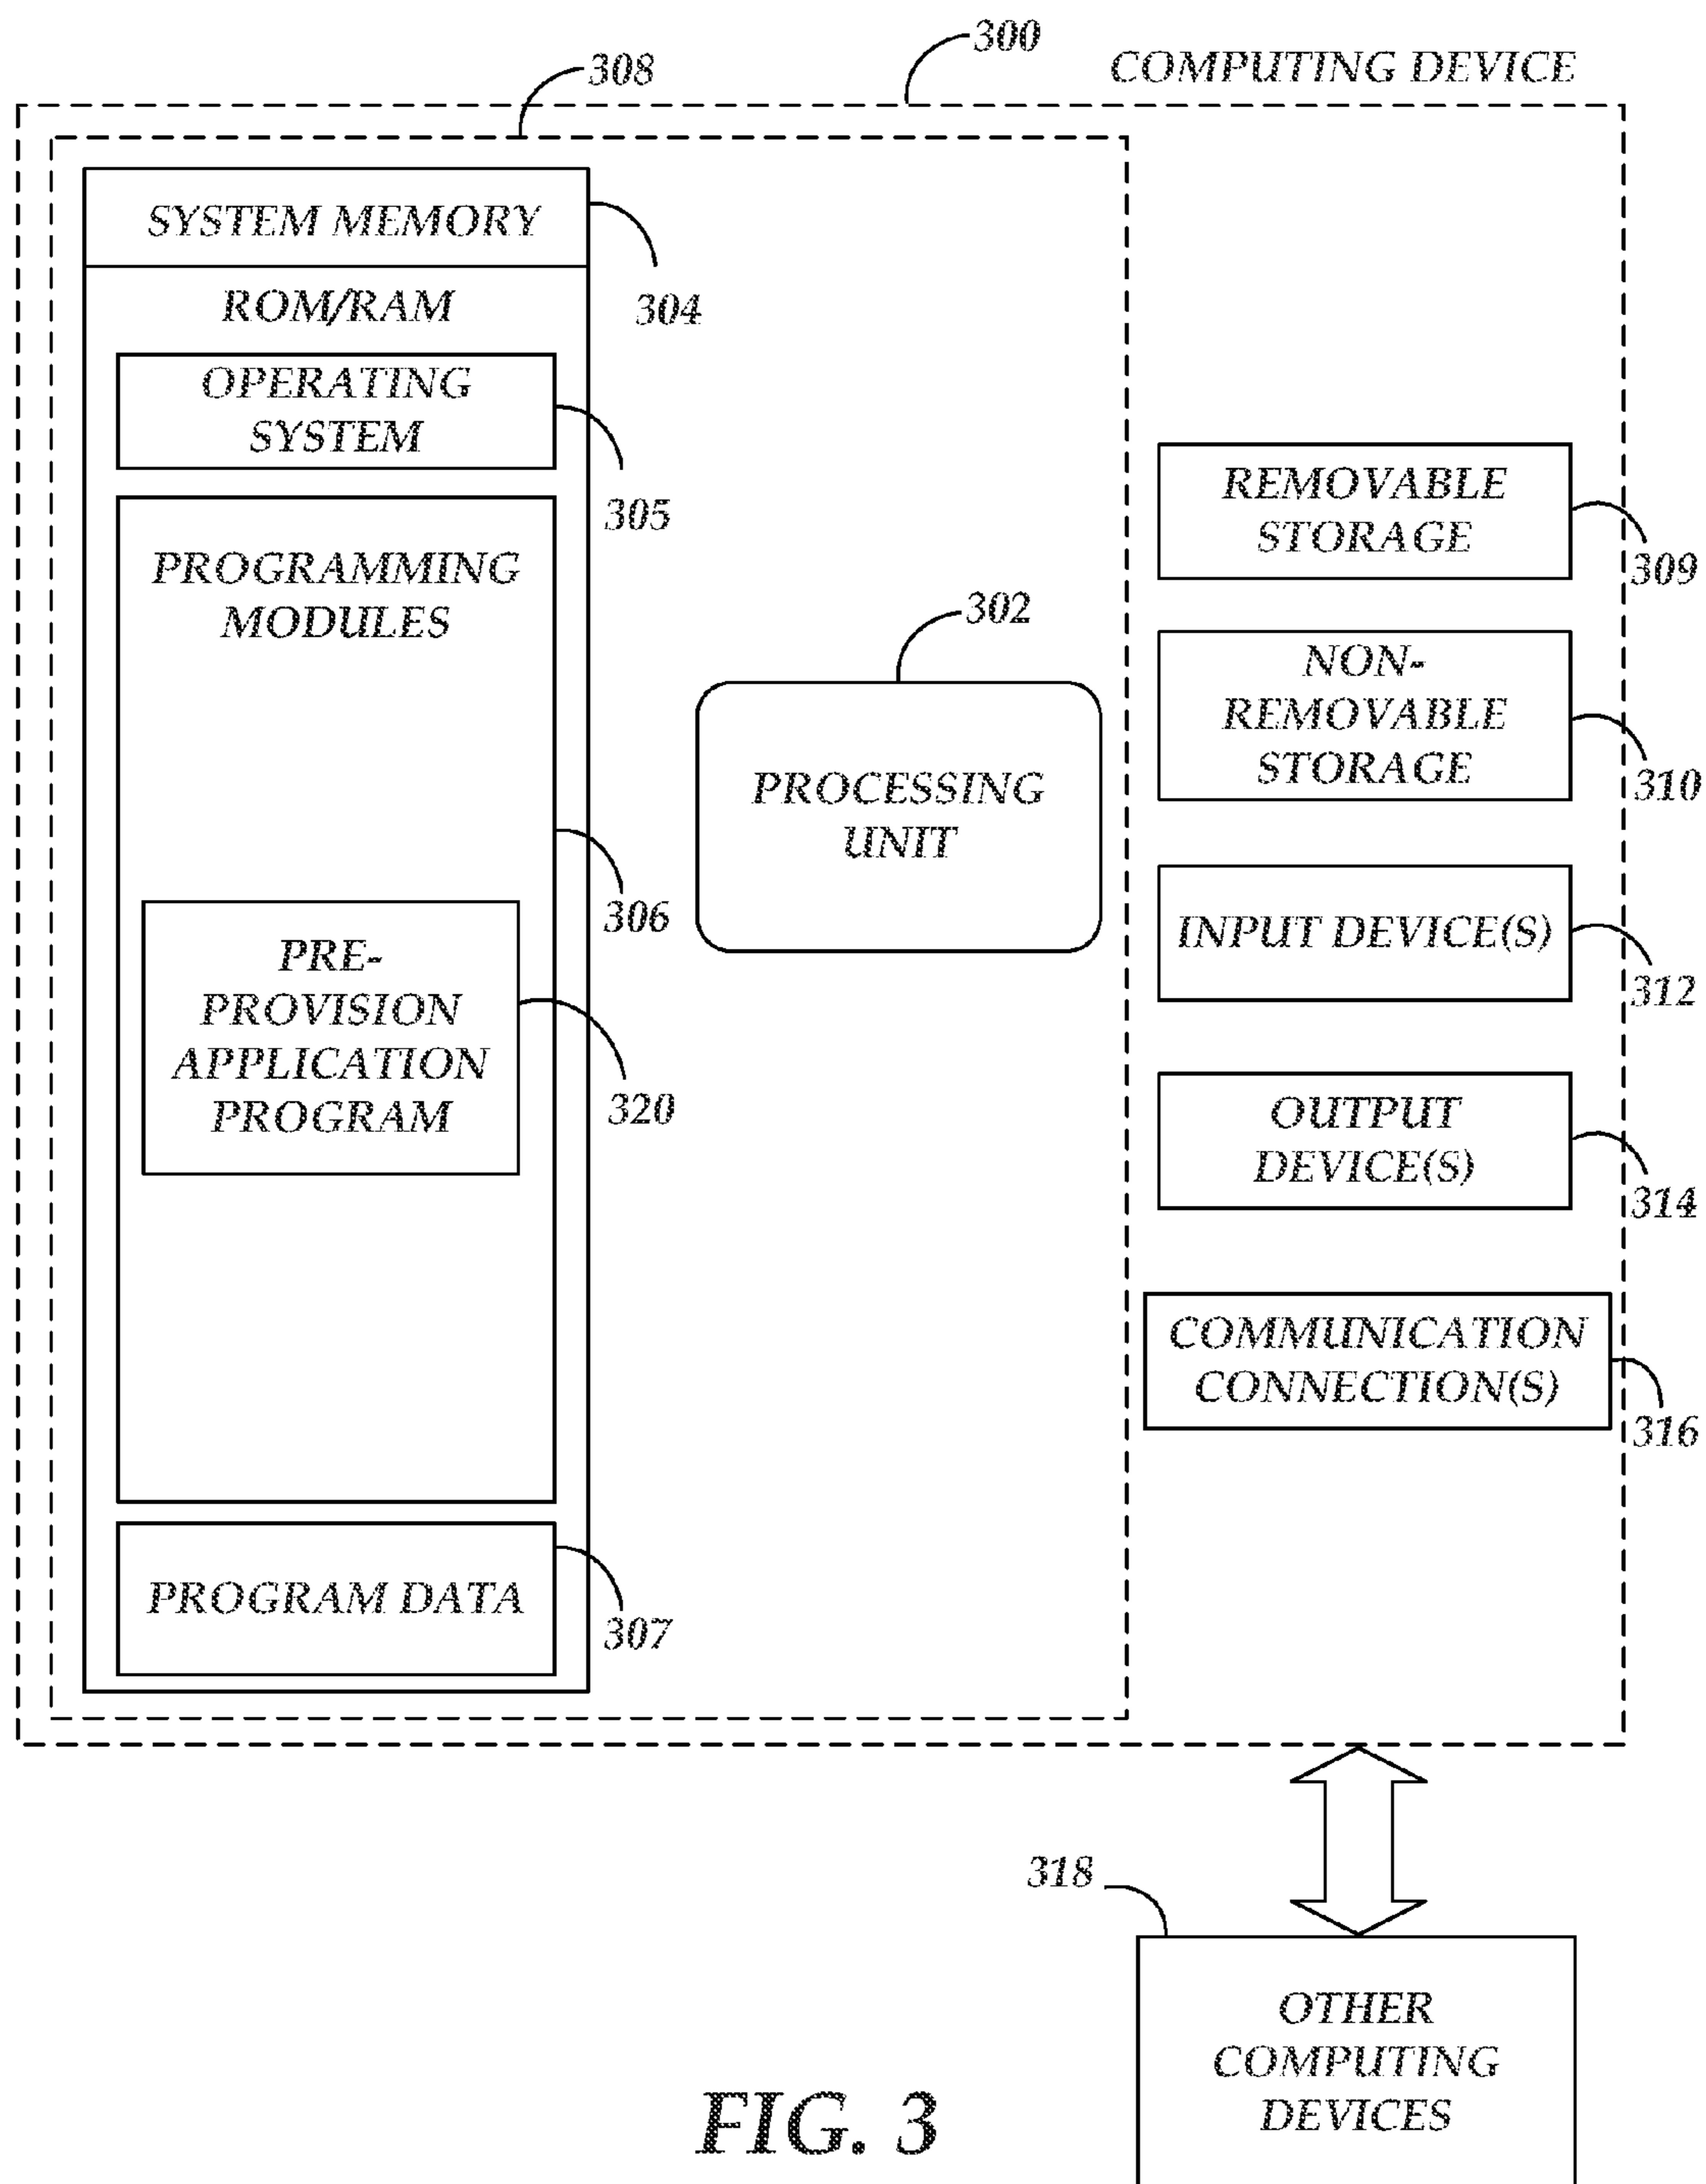 300
COMPUTING DEVICE
308
SYSTEM MEMORY
304
ROM/RAM
OPERATING
SYSTEM
305
PROGRAMMING
MODULES
306
PRE-
PROVISION
APPLICATION
PROGRAM
320
PROGRAM DATA
307
302
PROCESSING
UNIT
REMOVABLE
STORAGE
309
NON-
REMOVABLE
STORAGE
310
INPUT DEVICE(S)
312
OUTPUT
DEVICE(S)
314
COMMUNICATION
CONNECTION(S)
316
318
OTHER
COMPUTING
DEVICES
FIG. 3